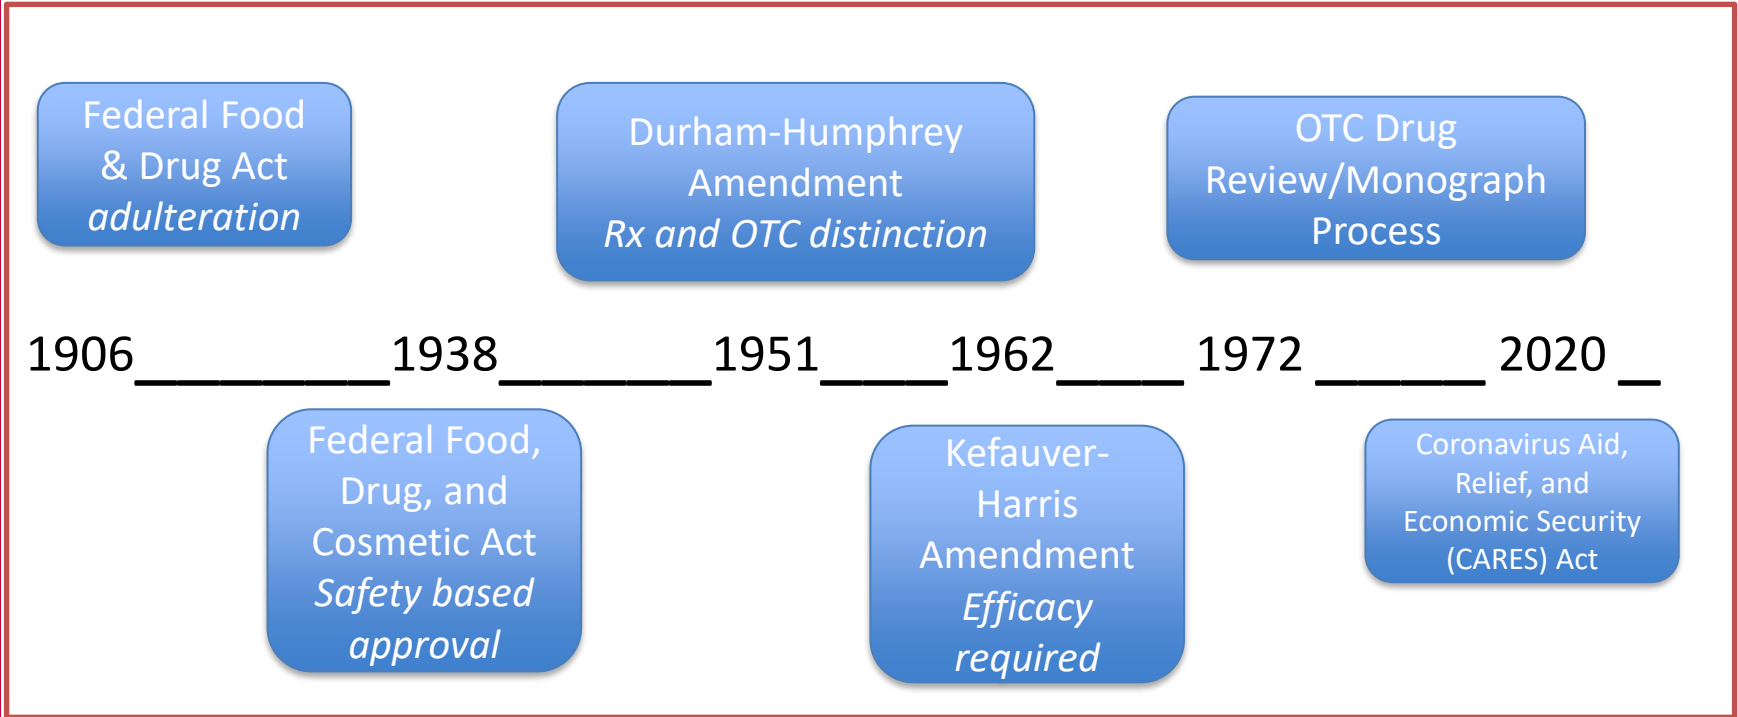 Federal Food
& Drug Act
adulteration
Durham-Humphrey
Amendment
Rx and OTC distinction
OTC Drug
Review/Monograph
Process
1906______1938_____1951___1962___ 1972 ____ 2020 _
Federal Food,
Drug, and
Cosmetic Act
Safety based
approval
Kefauver-
Harris
Amendment
Efficacy
required
Coronavirus Aid,
Relief, and
Economic Security
(CARES) Act